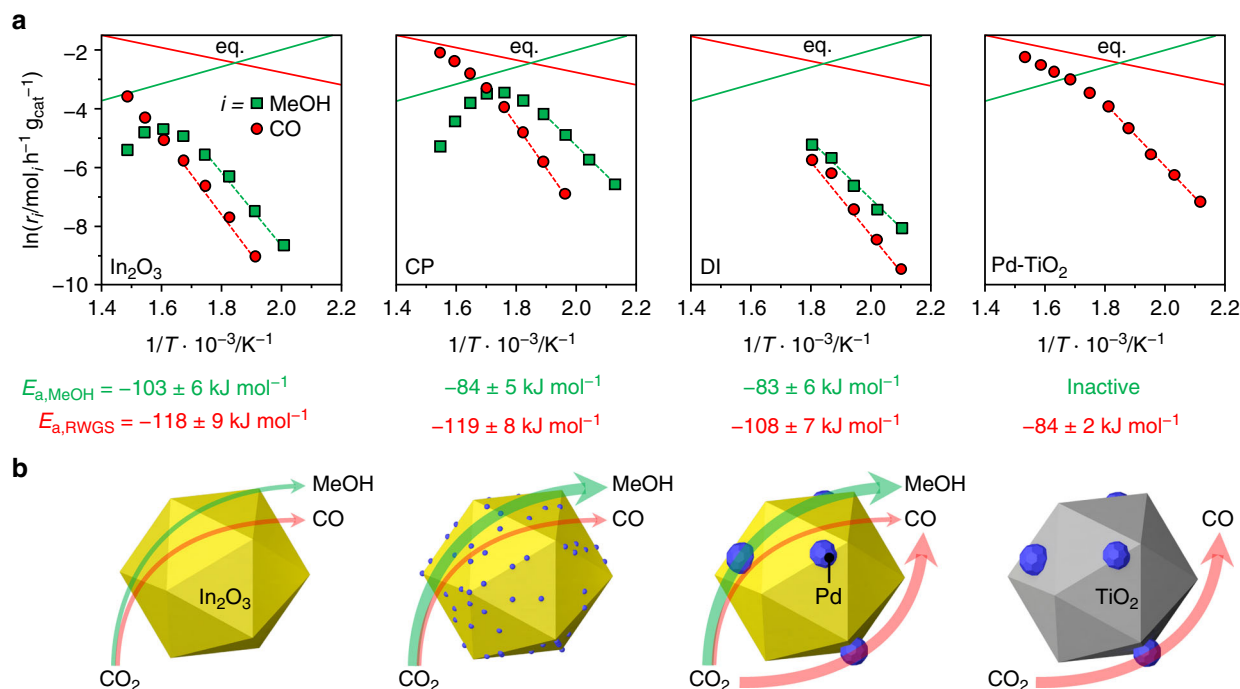 a
ln(rᵢ/molᵢ h⁻¹ g_cat⁻¹)
−2
−4
−6
−8
−10
eq.
i =
MeOH
CO
In₂O₃
1.4 1.6 1.8 2.0 2.2
1/T · 10⁻³/K⁻¹
eq.
CP
1.4 1.6 1.8 2.0 2.2
1/T · 10⁻³/K⁻¹
eq.
DI
1.4 1.6 1.8 2.0 2.2
1/T · 10⁻³/K⁻¹
eq.
Pd-TiO₂
1.4 1.6 1.8 2.0 2.2
1/T · 10⁻³/K⁻¹
E_a,MeOH = −103 ± 6 kJ mol⁻¹ −84 ± 5 kJ mol⁻¹ −83 ± 6 kJ mol⁻¹ Inactive
E_a,RWGS = −118 ± 9 kJ mol⁻¹ −119 ± 8 kJ mol⁻¹ −108 ± 7 kJ mol⁻¹ −84 ± 2 kJ mol⁻¹
b
MeOH
CO
In₂O₃
CO₂
MeOH
CO
CO₂
MeOH
CO
Pd
CO₂
CO
TiO₂
CO₂